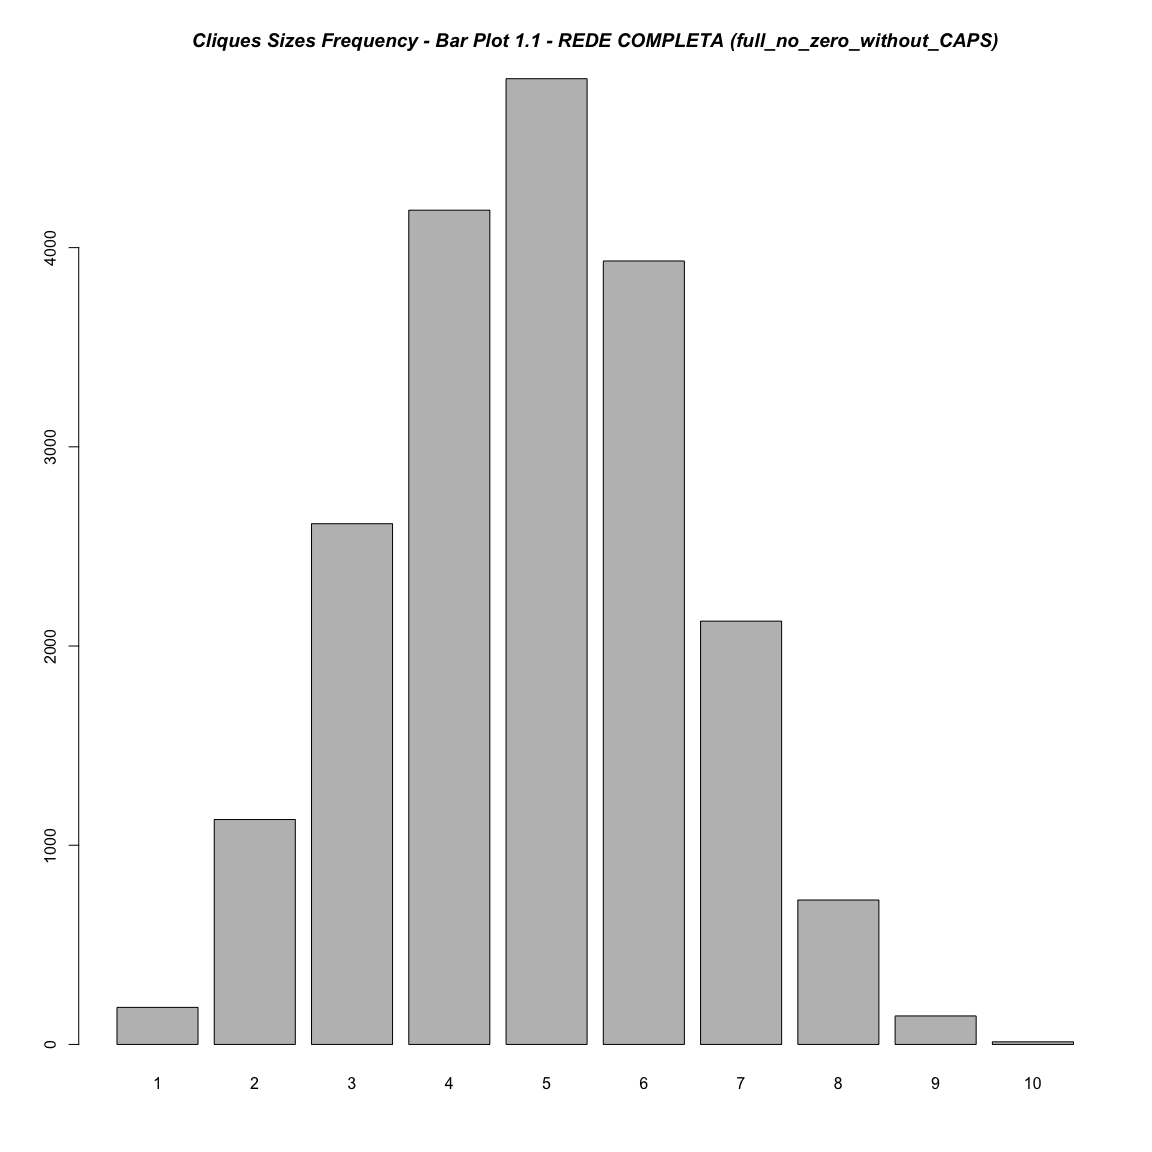 Cliques Sizes Frequency - Bar Plot 1.1 - REDE COMPLETA (full_no_zero_without_CAPS)
4000
3000
2000
1000
0
1 2 3 4 5 6 7 8 9 10